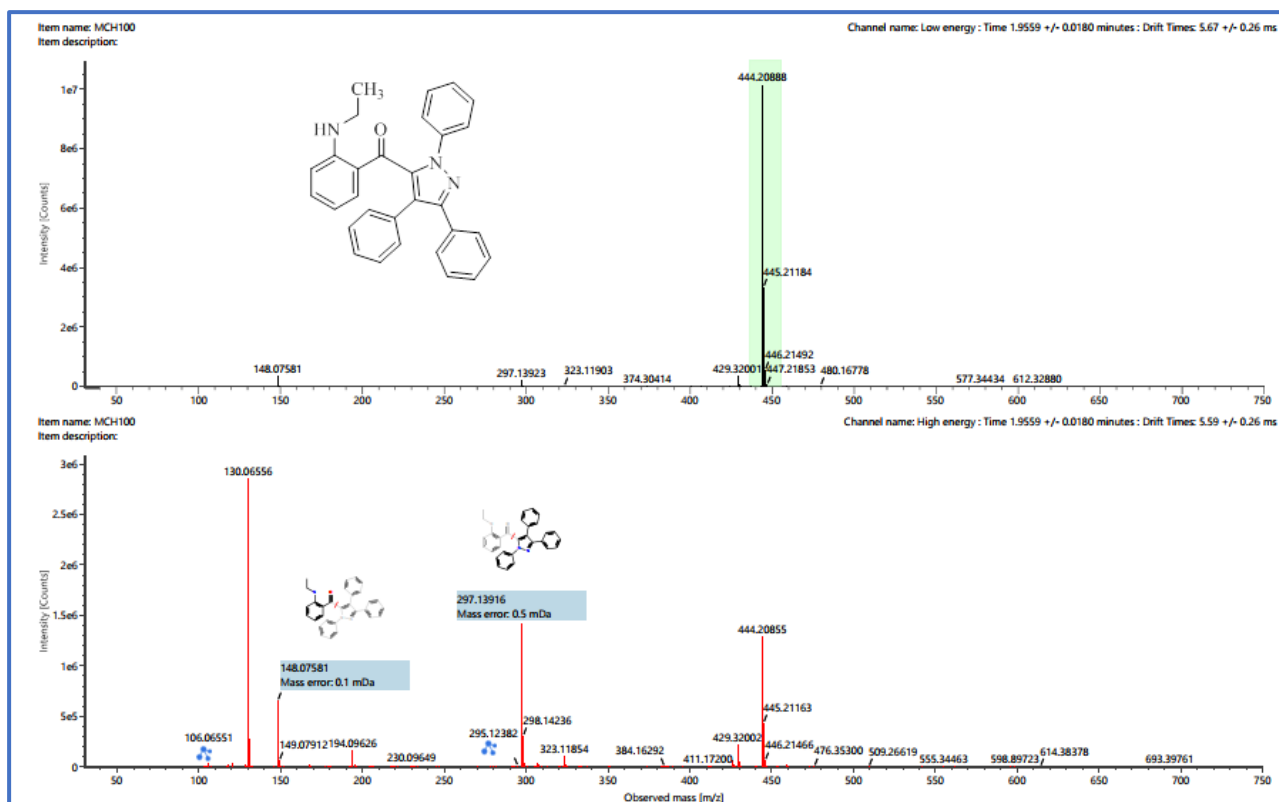 Item name: MCH100
Item description:
Channel name: Low energy : Time 1.9559 +/- 0.0180 minutes : Drift Times: 5.67 +/- 0.26 ms
1e7
8e6
6e6
4e6
2e6
0
Intensity [Counts]
CH3
HN
O
N
N
444.20888
445.21184
446.21492
447.21853
148.07581
297.13923
323.11903
374.30414
429.32001
480.16778
577.34434
612.32880
50 100 150 200 250 300 350 400 450 500 550 600 650 700 750
Item name: MCH100
Item description:
Channel name: High energy : Time 1.9559 +/- 0.0180 minutes : Drift Times: 5.59 +/- 0.26 ms
3e6
2.5e6
2e6
1.5e6
1e6
5e5
0
Intensity [Counts]
130.06556
297.13916
Mass error: 0.5 mDa
148.07581
Mass error: 0.1 mDa
444.20855
445.21163
446.21466
106.06551
149.07912
194.09626
230.09649
295.12382
298.14236
323.11854
384.16292
411.17200
429.32002
476.35300
509.26619
555.34463
598.89723
614.38378
693.39761
50 100 150 200 250 300 350 400 450 500 550 600 650 700 750
Observed mass [m/z]